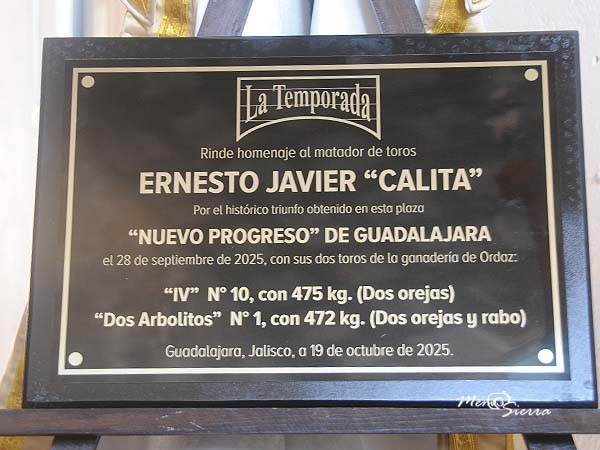 La Temporada
Rinde homenaje al matador de toros
ERNESTO JAVIER “CALITA”
Por el histórico triunfo obtenido en esta plaza
“NUEVO PROGRESO” DE GUADALAJARA
el 28 de septiembre de 2025, con sus dos toros de la ganadería de Ordaz:
“IV” N° 10, con 475 kg. (Dos orejas)
“Dos Arbolitos” N° 1, con 472 kg. (Dos orejas y rabo)
Guadalajara, Jalisco, a 19 de octubre de 2025.
Sierra